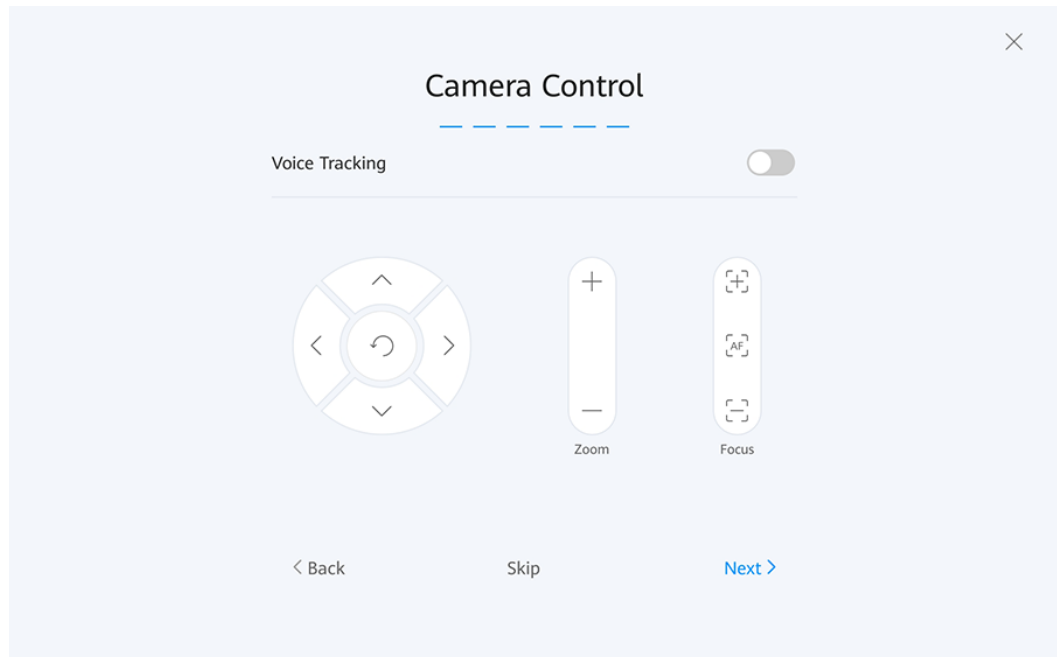 Camera Control
Voice Tracking
AF
Zoom
Focus
Back
Skip
Next